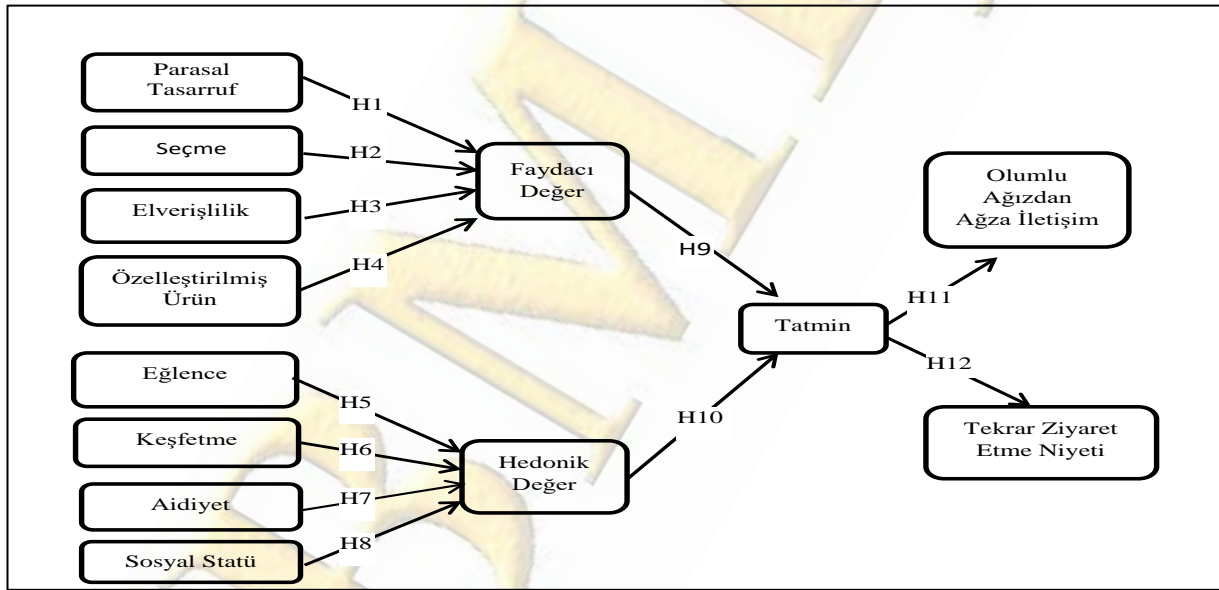 Parasal
Tasarruf
H1
Seçme
H2
Elverişlilik
H3
Özelleştirilmiş
Ürün
H4
Faydacı
Değer
H9
Eğlence
H5
Keşfetme
H6
Aidiyet
H7
Sosyal Statü
H8
Hedonik
Değer
H10
Tatmin
H11
Olumlu
Ağızdan
Ağza İletişim
H12
Tekrar Ziyaret
Etme Niyeti